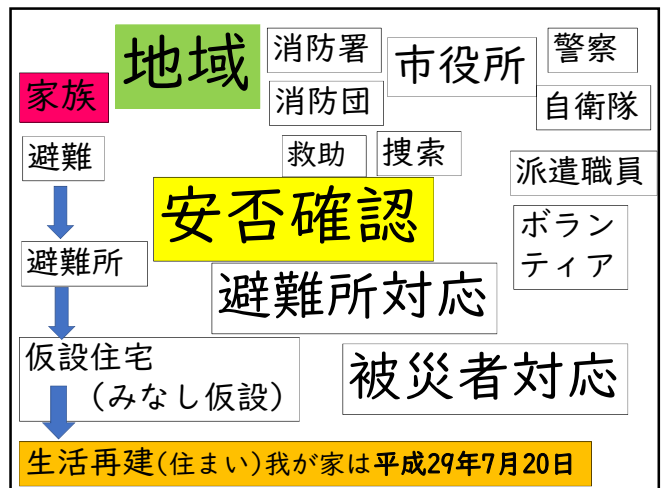 地域
消防署
市役所
警察
家族
消防団
自衛隊
避難
救助
捜索
派遣職員
安否確認
ボラン
ティア
避難所
避難所対応
仮設住宅
（みなし仮設）
被災者対応
生活再建(住まい)我が家は平成29年7月20日